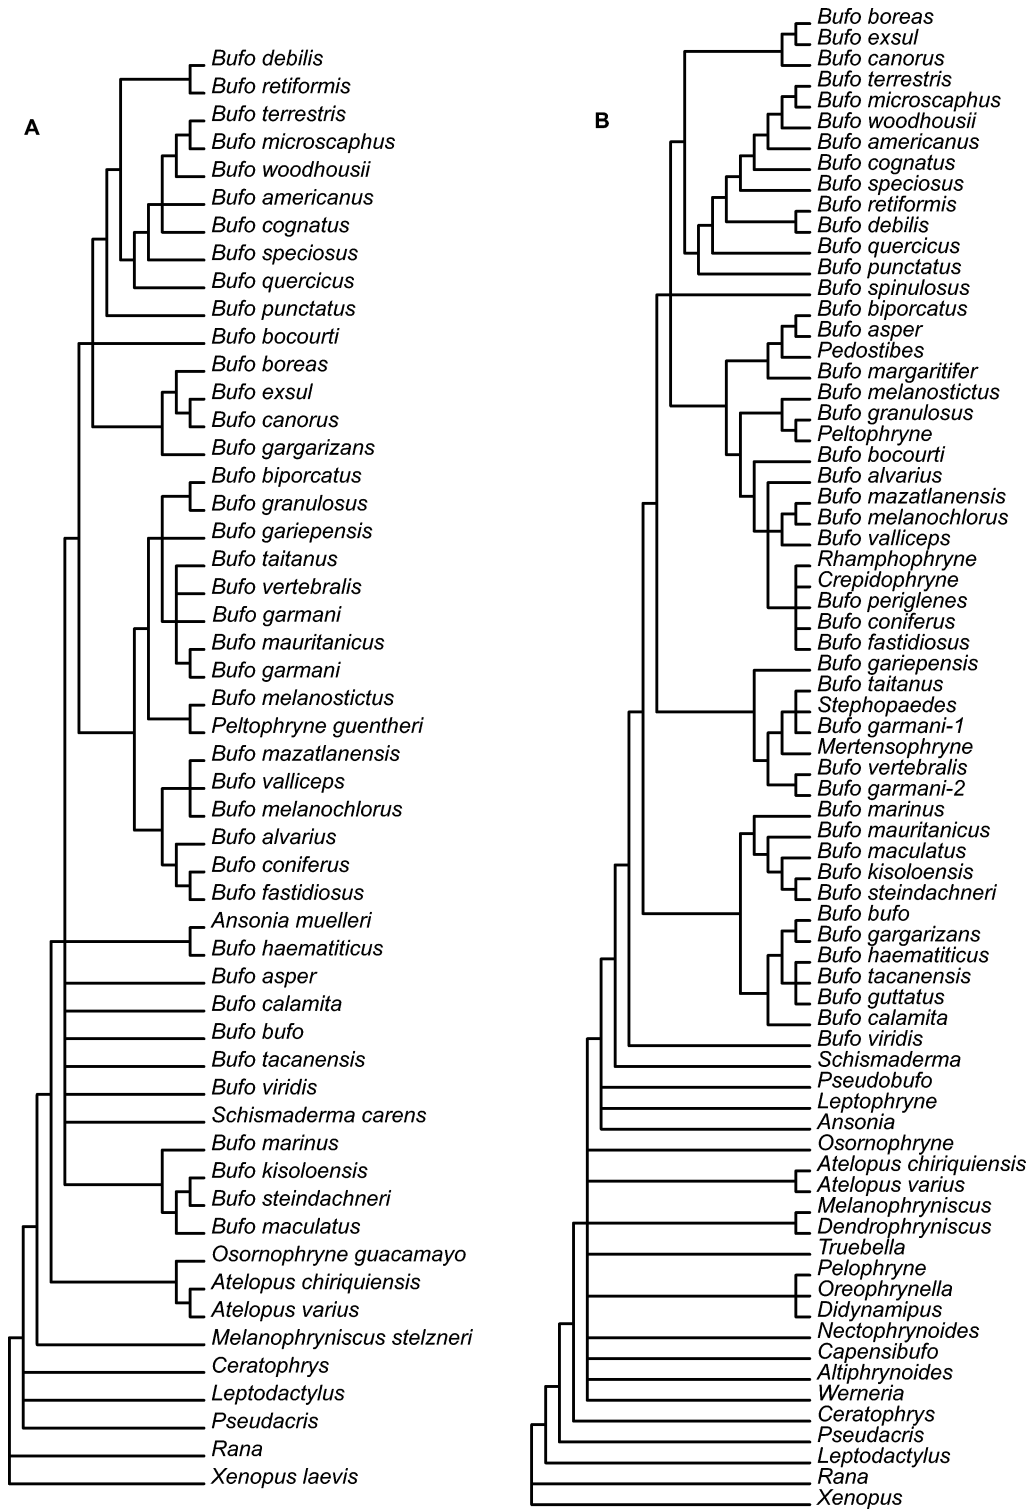 A
Bufo debilis
Bufo retiformis
Bufo terrestris
Bufo microscaphus
Bufo woodhousii
Bufo americanus
Bufo cognatus
Bufo speciosus
Bufo quercicus
Bufo punctatus
Bufo bocourti
Bufo boreas
Bufo exsul
Bufo canorus
Bufo gargarizans
Bufo biporcatus
Bufo granulosus
Bufo gariepensis
Bufo taitanus
Bufo vertebralis
Bufo garmani
Bufo mauritanicus
Bufo garmani
Bufo melanostictus
Peltophryne guentheri
Bufo mazatlanensis
Bufo valliceps
Bufo melanochlorus
Bufo alvarius
Bufo coniferus
Bufo fastidiosus
Ansonia muelleri
Bufo haematiticus
Bufo asper
Bufo calamita
Bufo bufo
Bufo tacanensis
Bufo viridis
Schismaderma carens
Bufo marinus
Bufo kisoloensis
Bufo steindachneri
Bufo maculatus
Osornophryne guacamayo
Atelopus chiriquiensis
Atelopus varius
Melanophryniscus stelzneri
Ceratophrys
Leptodactylus
Pseudacris
Rana
Xenopus laevis
B
Bufo boreas
Bufo exsul
Bufo canorus
Bufo terrestris
Bufo microscaphus
Bufo woodhousii
Bufo americanus
Bufo cognatus
Bufo speciosus
Bufo retiformis
Bufo debilis
Bufo quercicus
Bufo punctatus
Bufo spinulosus
Bufo biporcatus
Bufo asper
Pedostibes
Bufo margaritifer
Bufo melanostictus
Bufo granulosus
Peltophryne
Bufo bocourti
Bufo alvarius
Bufo mazatlanensis
Bufo melanochlorus
Bufo valliceps
Rhamphophryne
Crepidophryne
Bufo periglenes
Bufo coniferus
Bufo fastidiosus
Bufo gariepensis
Bufo taitanus
Stephopaedes
Bufo garmani-1
Mertensophryne
Bufo vertebralis
Bufo garmani-2
Bufo marinus
Bufo mauritanicus
Bufo maculatus
Bufo kisoloensis
Bufo steindachneri
Bufo bufo
Bufo gargarizans
Bufo haematiticus
Bufo tacanensis
Bufo guttatus
Bufo calamita
Bufo viridis
Schismaderma
Pseudobufo
Leptophryne
Ansonia
Osornophryne
Atelopus chiriquiensis
Atelopus varius
Melanophryniscus
Dendrophryniscus
Truebella
Pelophryne
Oreophrynella
Didynamipus
Nectophrynoides
Capensibufo
Altiphrynoides
Werneria
Ceratophrys
Pseudacris
Leptodactylus
Rana
Xenopus